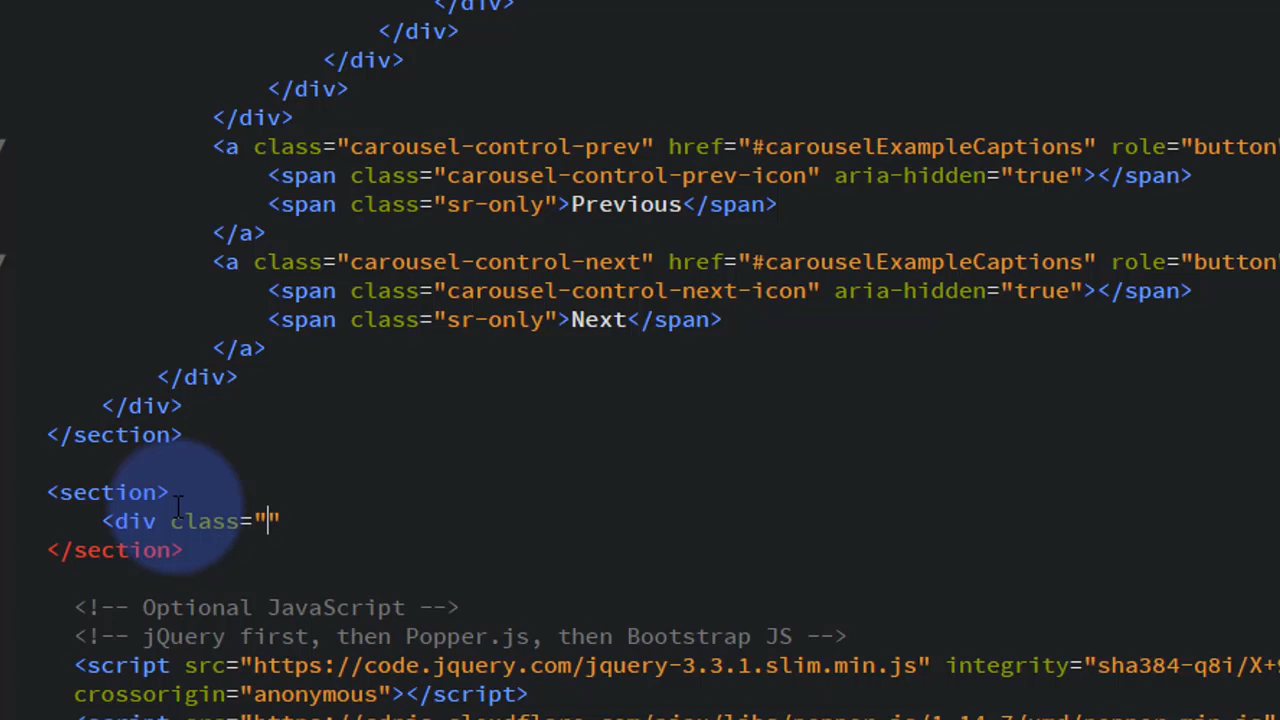 </div>
</div>
</div>
</div>
</div>
<a class="carousel-control-prev" href="#carouselExampleCaptions" role="button
<span class="carousel-control-prev-icon" aria-hidden="true"></span>
<span class="sr-only">Previous</span>
</a>
<a class="carousel-control-next" href="#carouselExampleCaptions" role="button
<span class="carousel-control-next-icon" aria-hidden="true"></span>
<span class="sr-only">Next</span>
</a>
</div>
</div>
</section>
<section>
<div class=""
</section>
<!-- Optional JavaScript -->
<!-- jQuery first, then Popper.js, then Bootstrap JS -->
<script src="https://code.jquery.com/jquery-3.3.1.slim.min.js" integrity="sha384-q8i/X+
crossorigin="anonymous"></script>